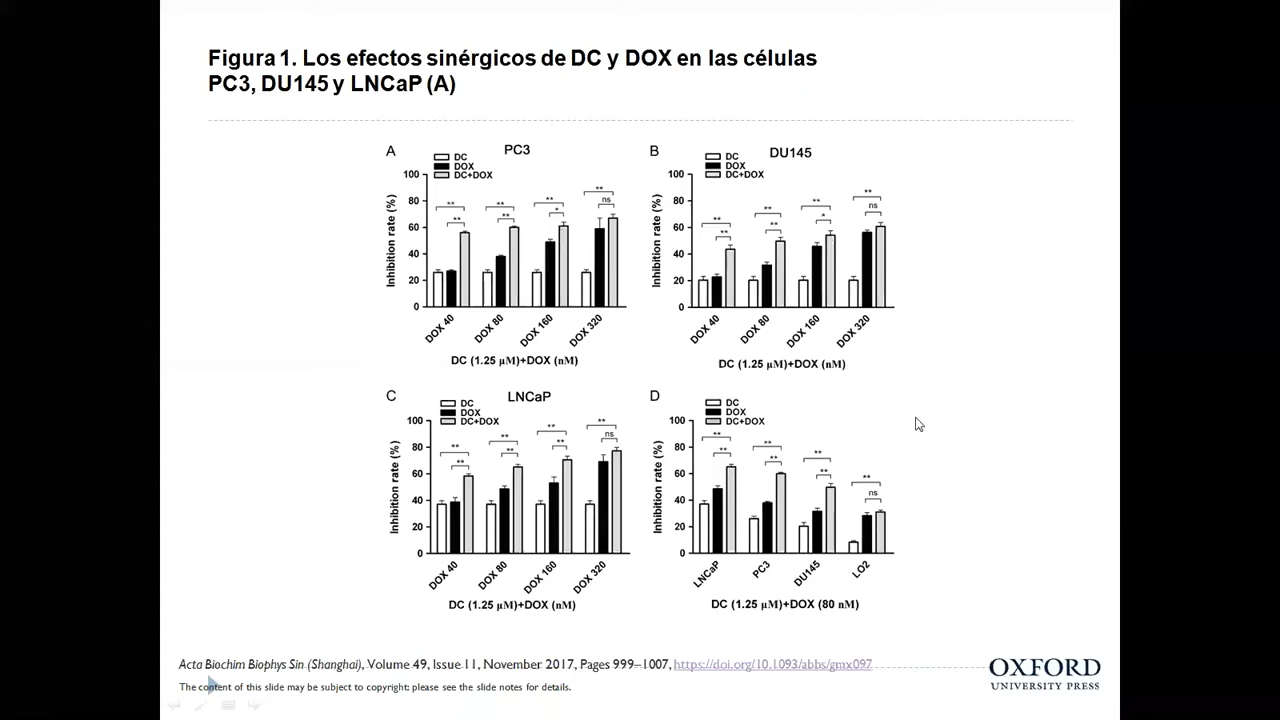 Figura 1. Los efectos sinérgicos de DC y DOX en las células
PC3, DU145 y LNCaP (A)
A
PC3
DC
DOX
DC+DOX
Inhibition rate (%)
100
80
60
40
20
0
**
**
**
**
**
*
**
ns
DOX 40
DOX 80
DOX 160
DOX 320
DC (1.25 µM)+DOX (nM)
B
DU145
DC
DOX
DC+DOX
Inhibition rate (%)
100
80
60
40
20
0
**
**
**
**
**
*
**
ns
DOX 40
DOX 80
DOX 160
DOX 320
DC (1.25 µM)+DOX (nM)
C
LNCaP
DC
DOX
DC+DOX
Inhibition rate (%)
100
80
60
40
20
0
**
**
**
**
**
**
**
ns
DOX 40
DOX 80
DOX 160
DOX 320
DC (1.25 µM)+DOX (nM)
D
DC
DOX
DC+DOX
Inhibition rate (%)
100
80
60
40
20
0
**
**
**
**
**
**
**
ns
LNCaP
PC3
DU145
LO2
DC (1.25 µM)+DOX (80 nM)
Acta Biochim Biophys Sin (Shanghai), Volume 49, Issue 11, November 2017, Pages 999–1007, https://doi.org/10.1093/abbs/gmx097
The content of this slide may be subject to copyright: please see the slide notes for details.
OXFORD
UNIVERSITY PRESS